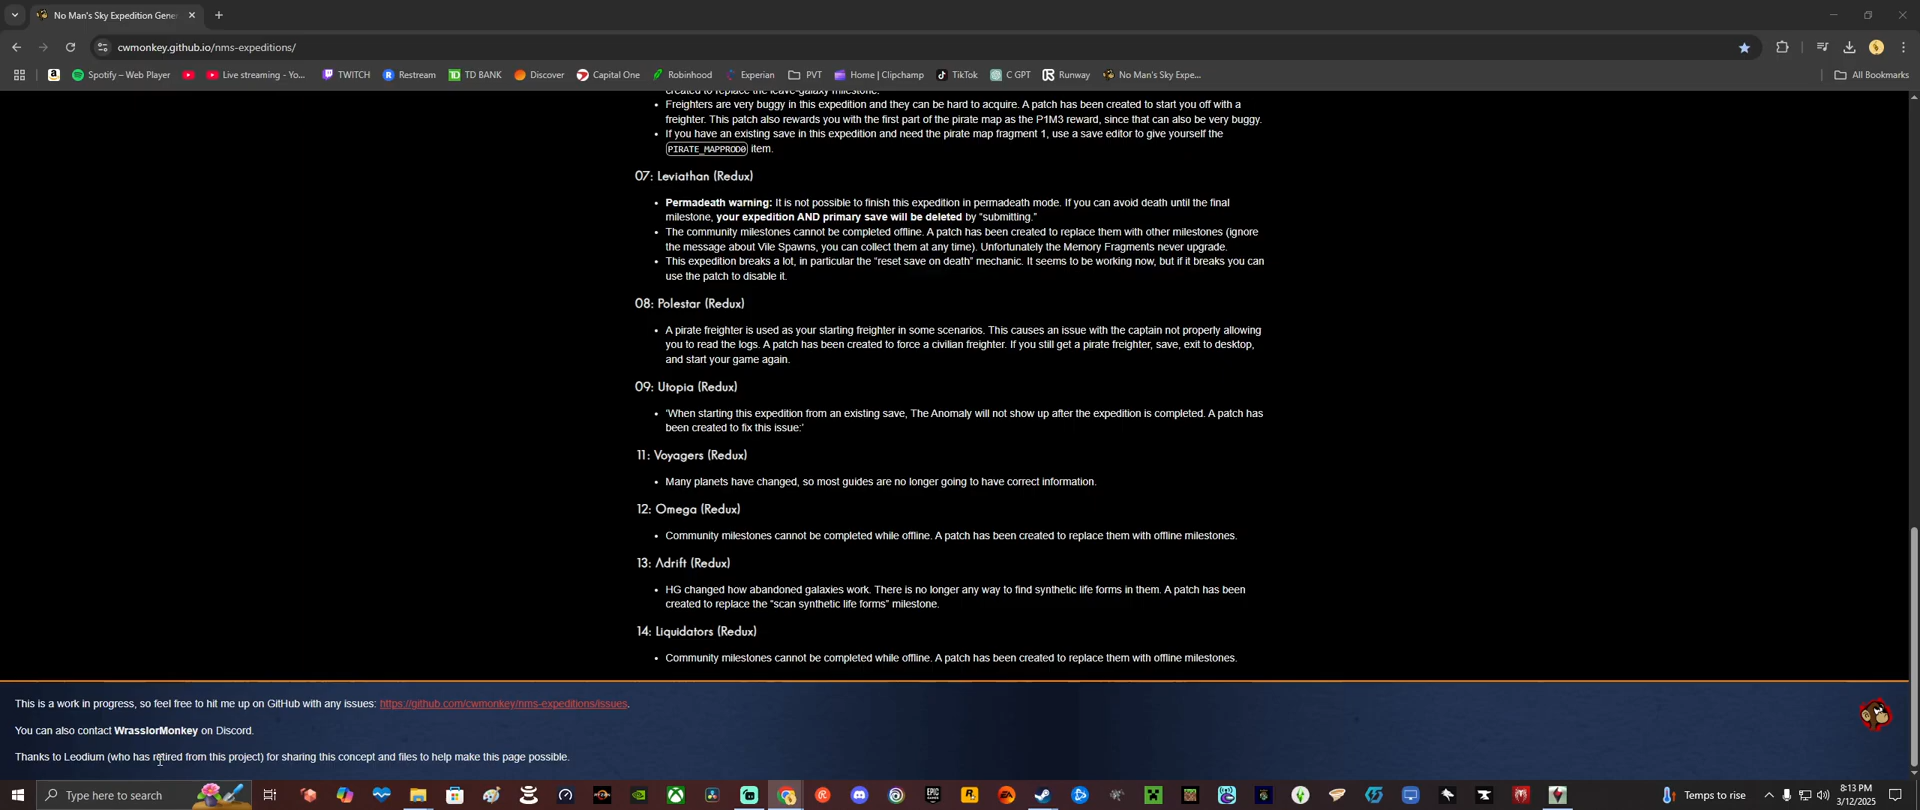 No Man's Sky Expedition Gene
cwmonkey.github.io/nms-expeditions/
Spotify – Web Player
Live streaming - Yo...
TWITCH
Restream
TD BANK
Discover
Capital One
Robinhood
Experian
PVT
Home | Clipchamp
TikTok
C GPT
Runway
No Man's Sky Expe...
All Bookmarks
created to replace the leave-galaxy milestone.
• Freighters are very buggy in this expedition and they can be hard to acquire. A patch has been created to start you off with a
freighter. This patch also rewards you with the first part of the pirate map as the P1M3 reward, since that can also be very buggy.
• If you have an existing save in this expedition and need the pirate map fragment 1, use a save editor to give yourself the
PIRATE_MAPPROD0 item.
07: Leviathan (Redux)
• Permadeath warning: It is not possible to finish this expedition in permadeath mode. If you can avoid death until the final
milestone, your expedition AND primary save will be deleted by “submitting.”
• The community milestones cannot be completed offline. A patch has been created to replace them with other milestones (ignore
the message about Vile Spawns, you can collect them at any time). Unfortunately the Memory Fragments never upgrade.
• This expedition breaks a lot, in particular the “reset save on death” mechanic. It seems to be working now, but if it breaks you can
use the patch to disable it.
08: Polestar (Redux)
• A pirate freighter is used as your starting freighter in some scenarios. This causes an issue with the captain not properly allowing
you to read the logs. A patch has been created to force a civilian freighter. If you still get a pirate freighter, save, exit to desktop,
and start your game again.
09: Utopia (Redux)
• 'When starting this expedition from an existing save, The Anomaly will not show up after the expedition is completed. A patch has
been created to fix this issue:'
11: Voyagers (Redux)
• Many planets have changed, so most guides are no longer going to have correct information.
12: Omega (Redux)
• Community milestones cannot be completed while offline. A patch has been created to replace them with offline milestones.
13: Adrift (Redux)
• HG changed how abandoned galaxies work. There is no longer any way to find synthetic life forms in them. A patch has been
created to replace the "scan synthetic life forms" milestone.
14: Liquidators (Redux)
• Community milestones cannot be completed while offline. A patch has been created to replace them with offline milestones.
This is a work in progress, so feel free to hit me up on GitHub with any issues: https://github.com/cwmonkey/nms-expeditions/issues.
You can also contact WrasslorMonkey on Discord.
Thanks to Leodium (who has retired from this project) for sharing this concept and files to help make this page possible.
Type here to search
Temps to rise
8:13 PM
3/12/2025